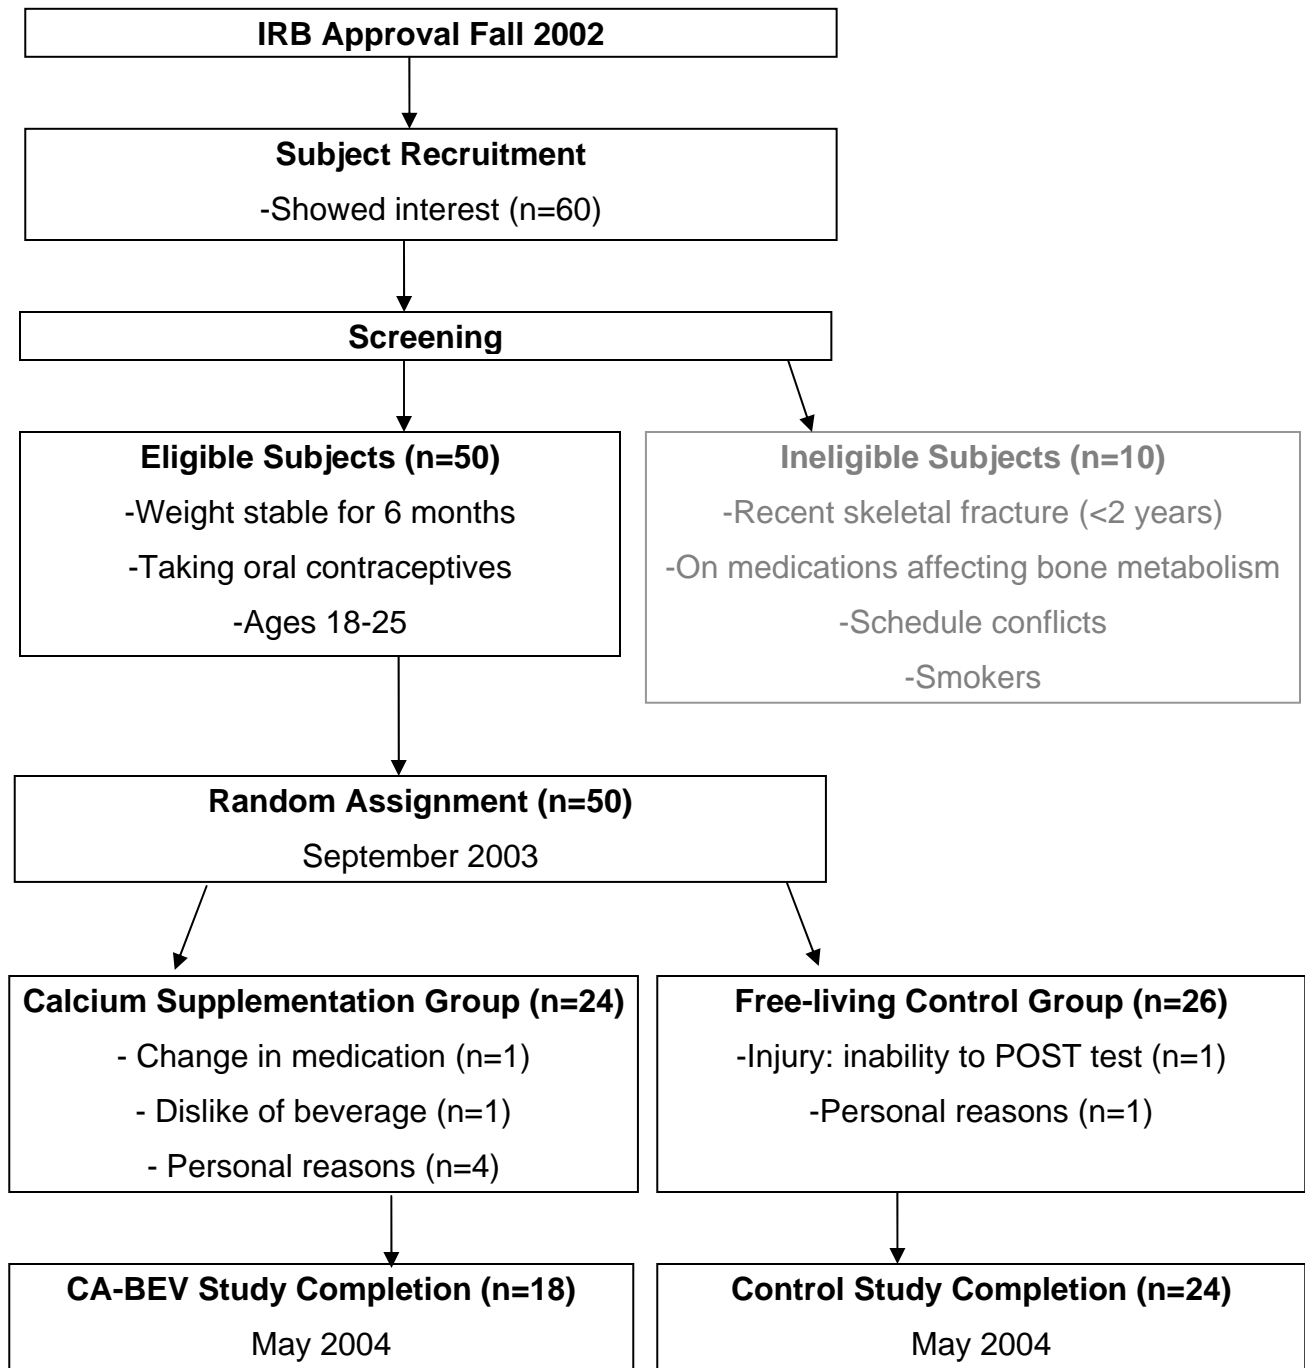 IRB Approval Fall 2002
Subject Recruitment
-Showed interest (n=60)
Screening
Eligible Subjects (n=50)
-Weight stable for 6 months
-Taking oral contraceptives
-Ages 18-25
Ineligible Subjects (n=10)
-Recent skeletal fracture (<2 years)
-On medications affecting bone metabolism
-Schedule conflicts
-Smokers
Random Assignment (n=50)
September 2003
Calcium Supplementation Group (n=24)
- Change in medication (n=1)
- Dislike of beverage (n=1)
- Personal reasons (n=4)
Free-living Control Group (n=26)
-Injury: inability to POST test (n=1)
-Personal reasons (n=1)
CA-BEV Study Completion (n=18)
May 2004
Control Study Completion (n=24)
May 2004